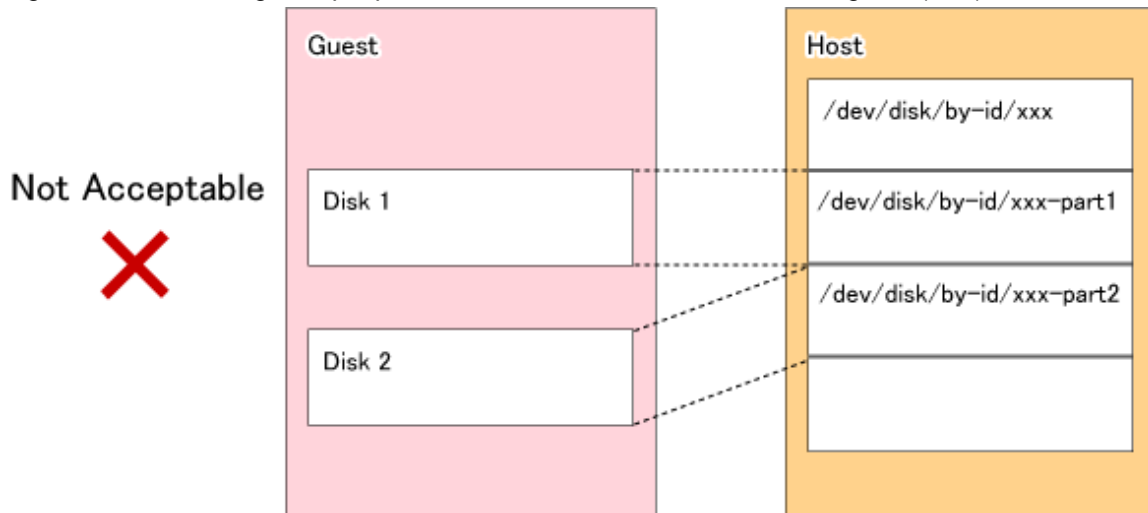 Guest
Host
/dev/disk/by-id/xxx
Not Acceptable
Disk 1
/dev/disk/by-id/xxx-part1
/dev/disk/by-id/xxx-part2
Disk 2